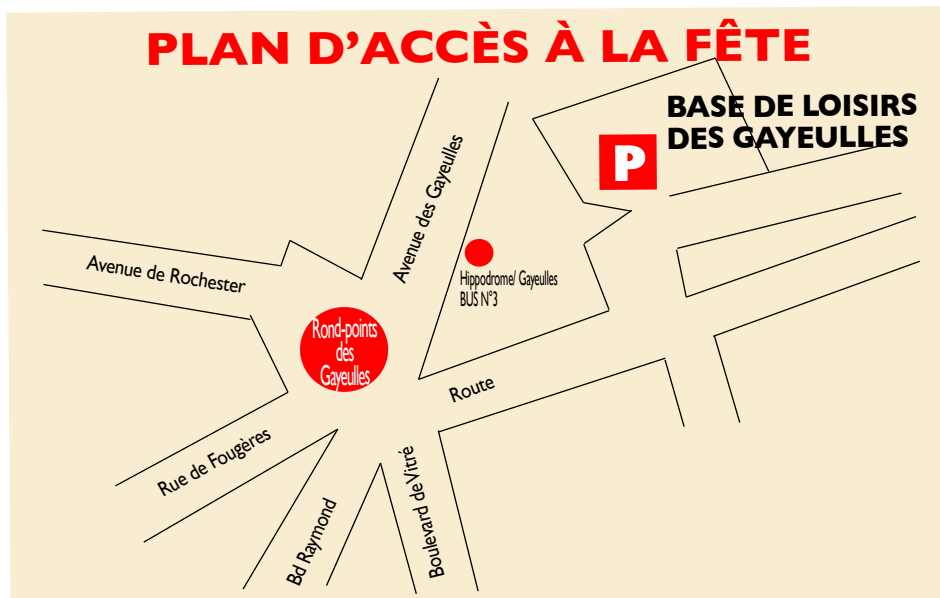 PLAN D'ACCÈS À LA FÊTE
BASE DE LOISIRS
DES GAYEULLES
P
Avenue des Gayeulles
Avenue de Rochester
Hippodrome/ Gayeulles
BUS N°3
Rond-points
des
Gayeulles
Route
Rue de Fougères
Bd Raymond
Boulevard de Vitré